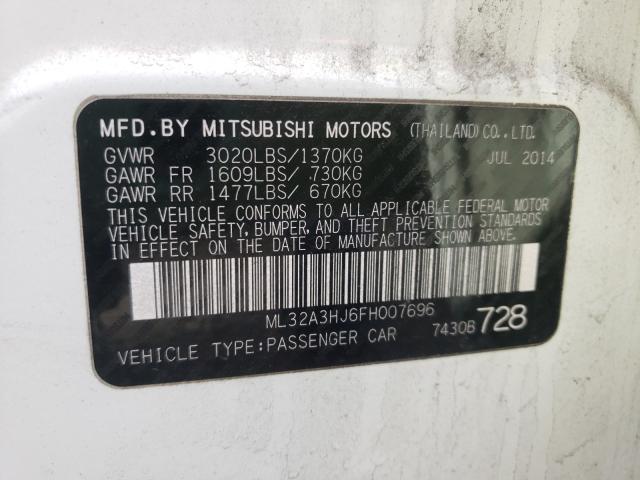 MFD.BY MITSUBISHI MOTORS (THAILAND) CO.,LTD.
GVWR 3020LBS/1370KG JUL 2014
GAWR FR 1609LBS/ 730KG
GAWR RR 1477LBS/ 670KG
THIS VEHICLE CONFORMS TO ALL APPLICABLE FEDERAL MOTOR
VEHICLE SAFETY, BUMPER, AND THEFT PREVENTION STANDARDS
IN EFFECT ON THE DATE OF MANUFACTURE SHOWN ABOVE.
ML32A3HJ6FH007696
VEHICLE TYPE:PASSENGER CAR 7430B 728